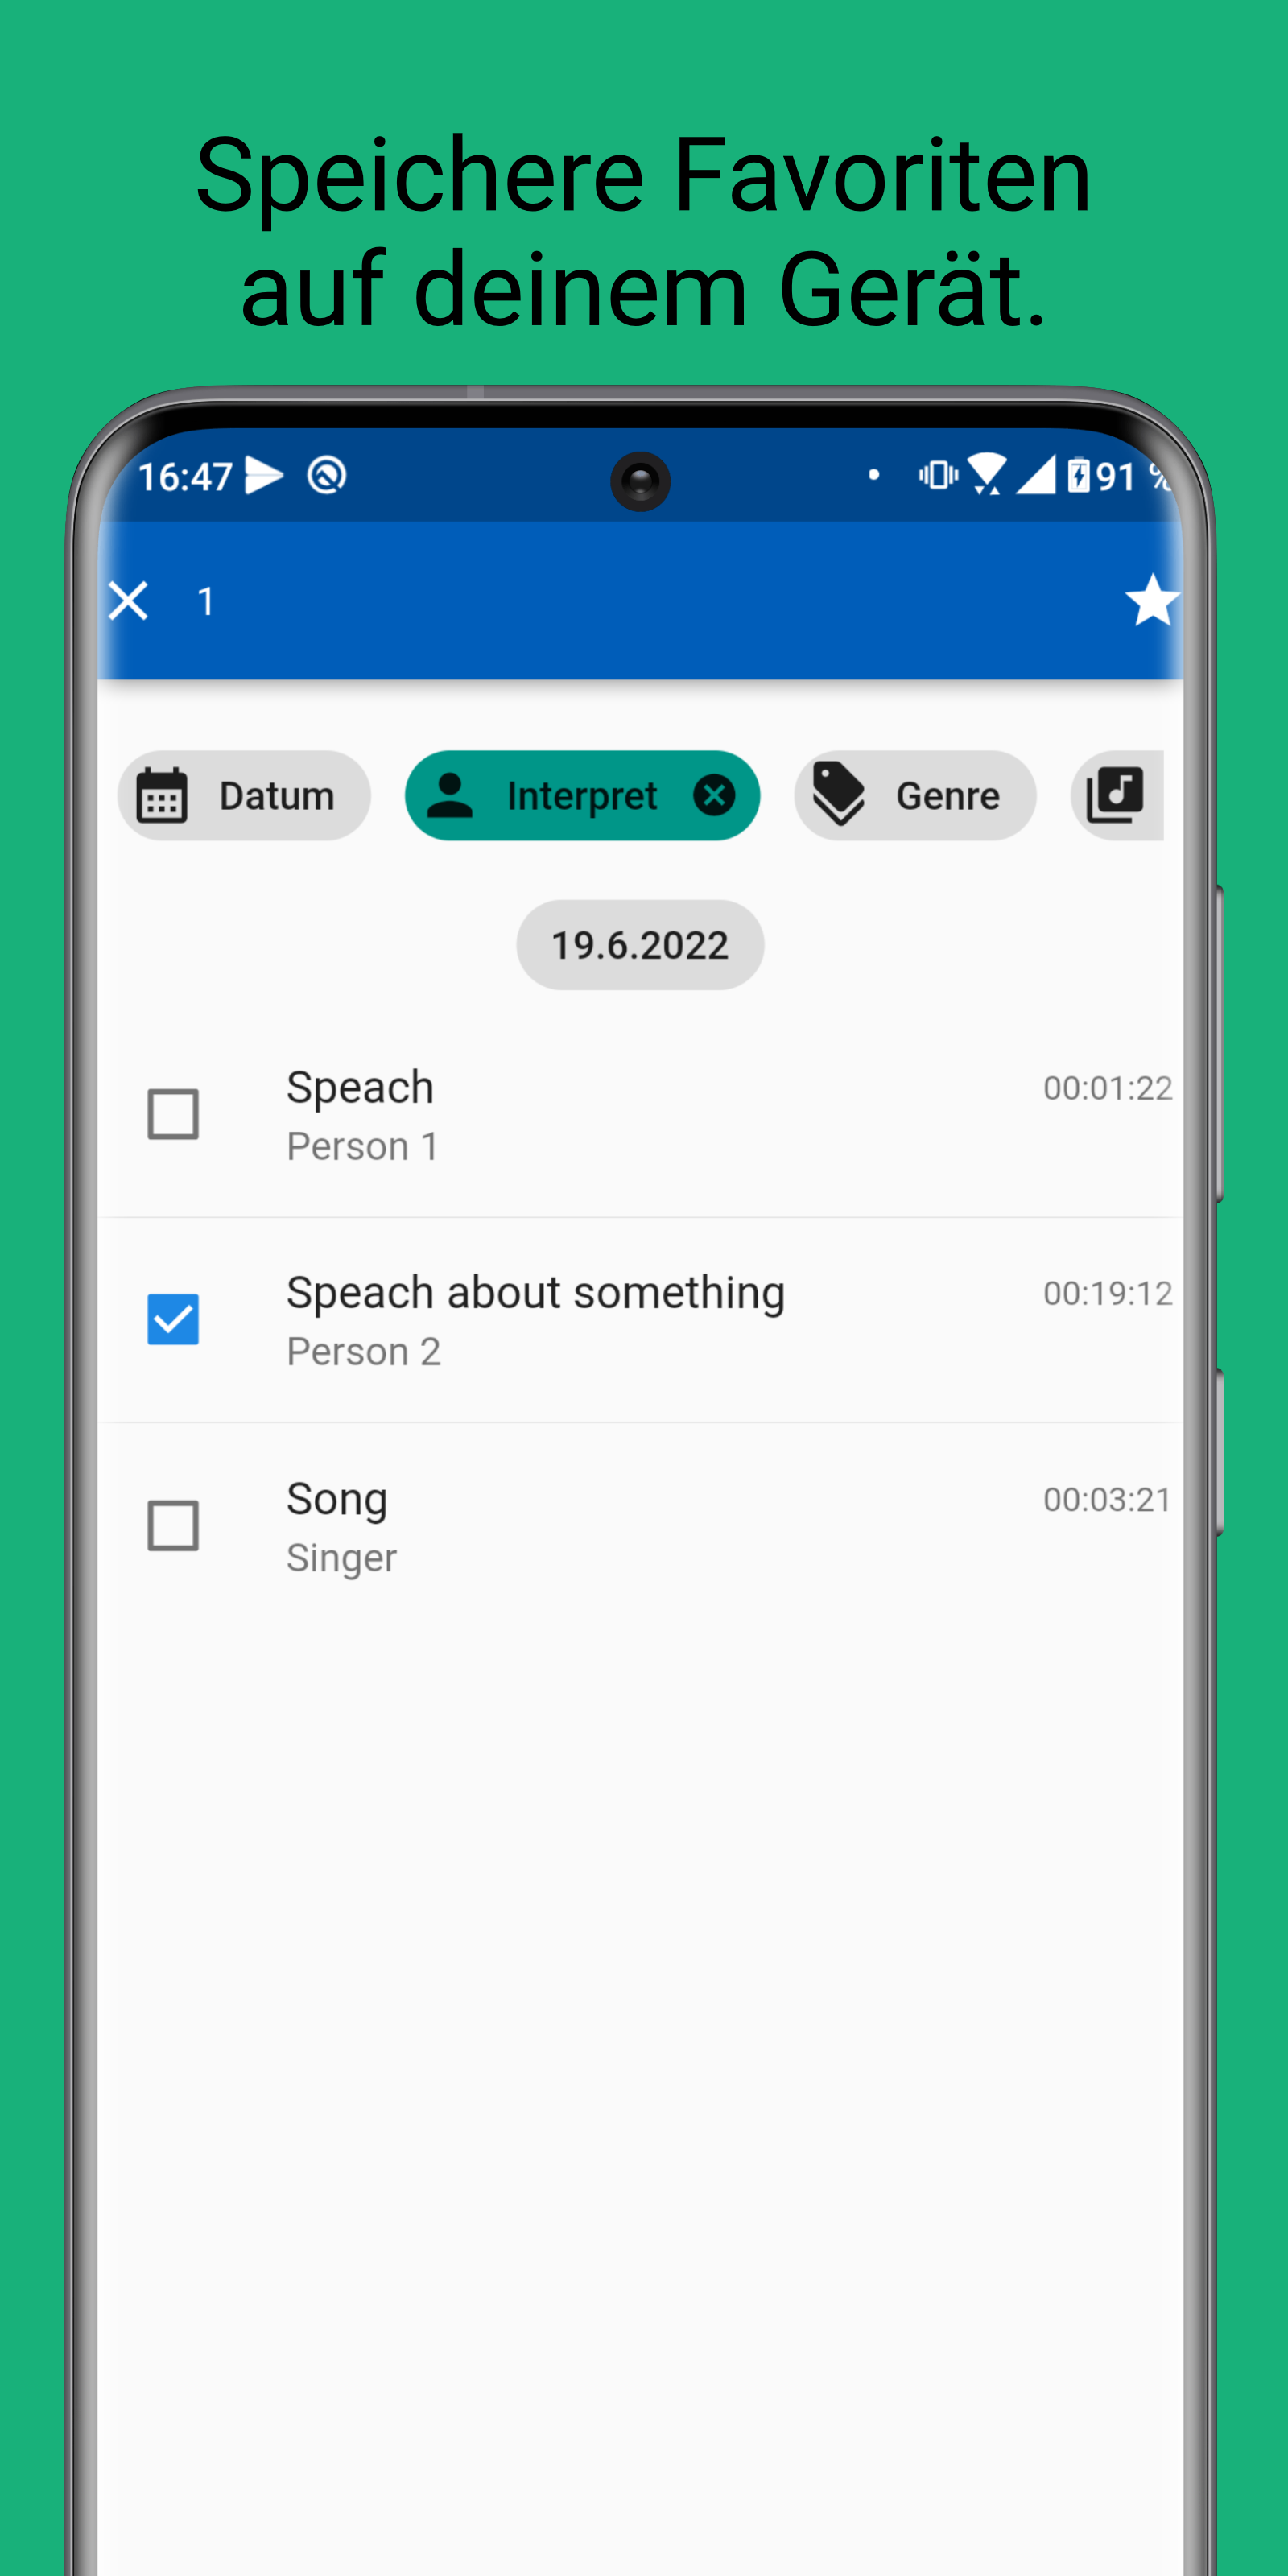 Speichere Favoriten
auf deinem Gerät.
16:47 91 %
1
Datum Interpret Genre
19.6.2022
Speach 00:01:22
Person 1
Speach about something 00:19:12
Person 2
Song 00:03:21
Singer